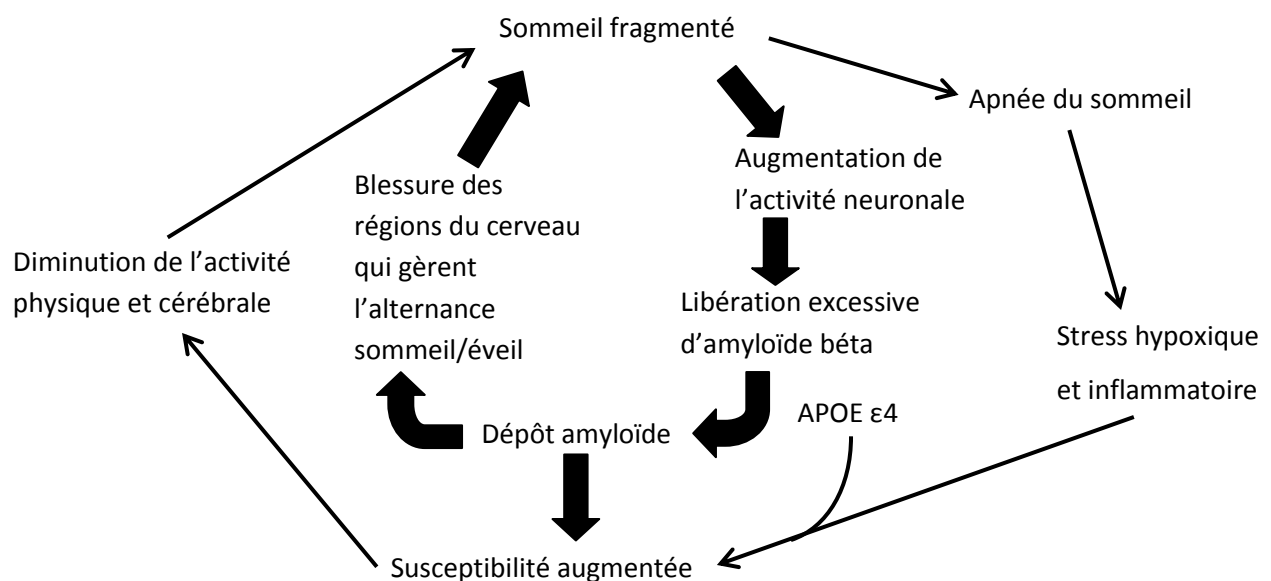 Sommeil fragmenté
Apnée du sommeil
Augmentation de
l’activité neuronale
Blessure des
régions du cerveau
qui gèrent
l’alternance
sommeil/éveil
Diminution de l’activité
physique et cérébrale
Libération excessive
d’amyloïde béta
Stress hypoxique
et inflammatoire
APOE ε4
Dépôt amyloïde
Susceptibilité augmentée